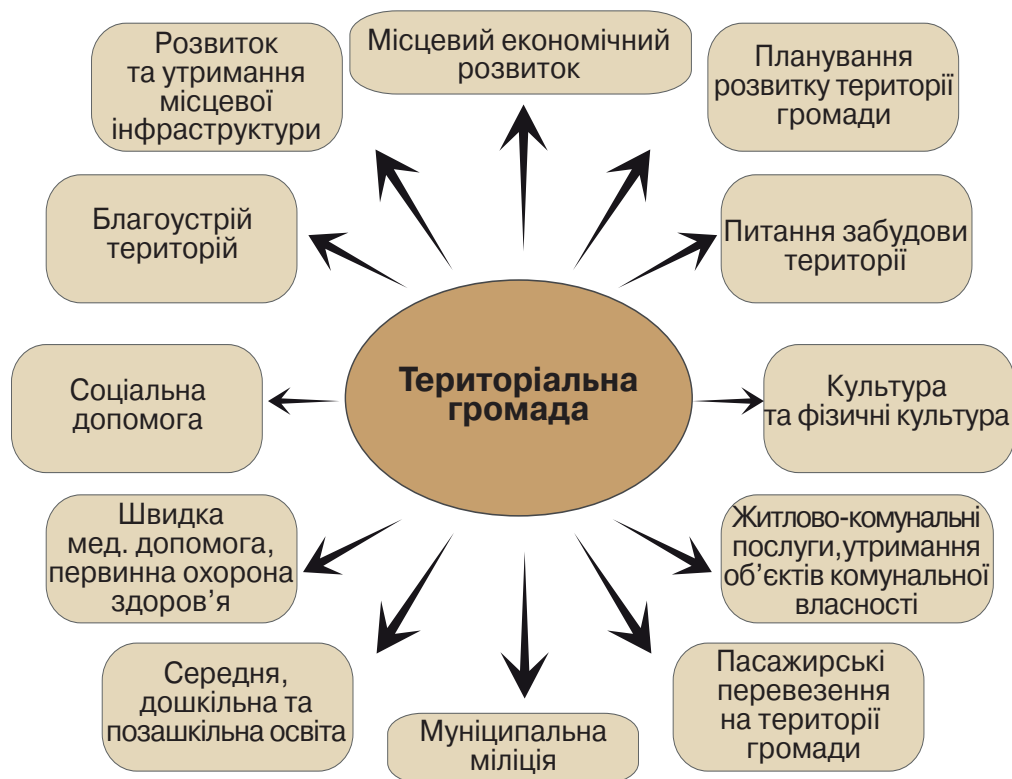 Розвиток
та утримання
місцевої
інфраструктури
Місцевий економічний
розвиток
Планування
розвитку території
громади
Благоустрій
територій
Питання забудови
території
Територіальна
громада
Соціальна
допомога
Культура
та фізичні культура
Швидка
мед. допомога,
первинна охорона
здоров’я
Житлово-комунальні
послуги,утримання
об’єктів комунальної
власності
Середня,
дошкільна та
позашкільна освіта
Муніципальна
міліція
Пасажирські
перевезення
на території
громади